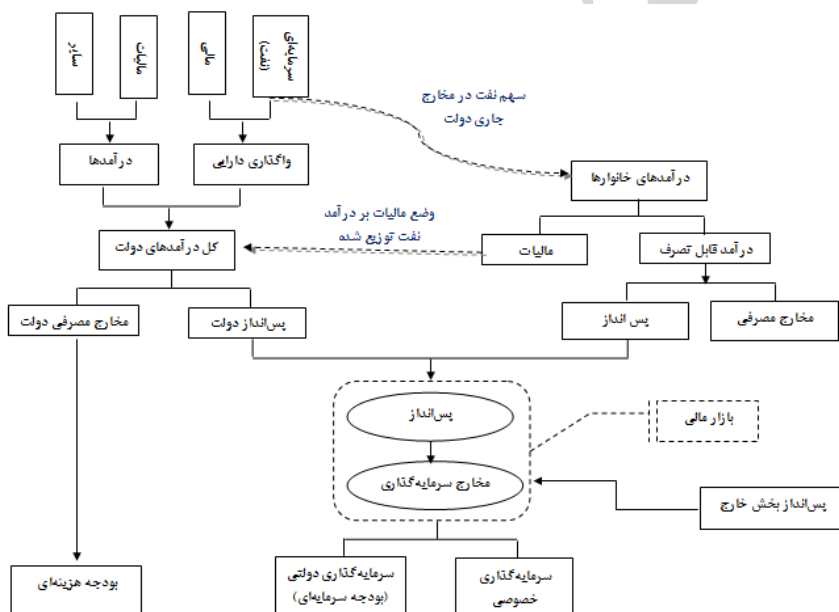 سرمایه‌ای
(نفت)
مالی
مالیات
سایر
سهم نفت در مخارج
جاری دولت
واگذاری دارایی
درآمدها
درآمدهای خانوارها
وضع مالیات بر درآمد
نفت توزیع شده
درآمد قابل تصرف
مالیات
کل درآمدهای دولت
مخارج مصرفی
پس انداز
پس‌انداز دولت
مخارج مصرفی دولت
پس‌انداز
بازار مالی
مخارج سرمایه‌گذاری
پس‌انداز بخش خارج
سرمایه‌گذاری
خصوصی
سرمایه‌گذاری دولتی
(بودجه سرمایه‌ای)
بودجه هزینه‌ای